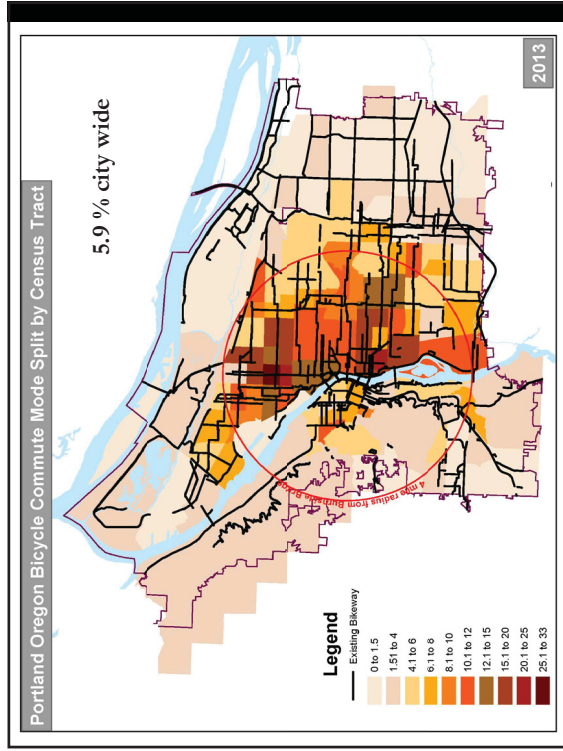 Portland Oregon Bicycle Commute Mode Split by Census Tract
5.9 % city wide
4 mile radius from Burnside Bridge
Legend
Existing Bikeway
0 to 1.5
1.51 to 4
4.1 to 6
6.1 to 8
8.1 to 10
10.1 to 12
12.1 to 15
15.1 to 20
20.1 to 25
25.1 to 33
2013